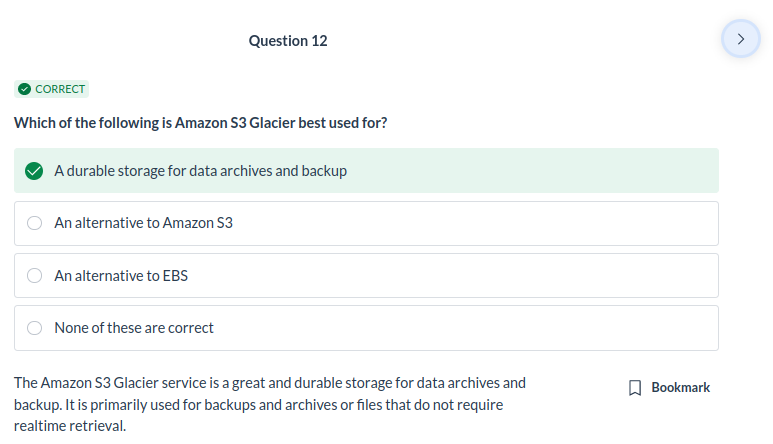 Question 12
CORRECT
Which of the following is Amazon S3 Glacier best used for?
A durable storage for data archives and backup
An alternative to Amazon S3
An alternative to EBS
None of these are correct
The Amazon S3 Glacier service is a great and durable storage for data archives and
Bookmark
backup. It is primarily used for backups and archives or files that do not require
realtime retrieval.